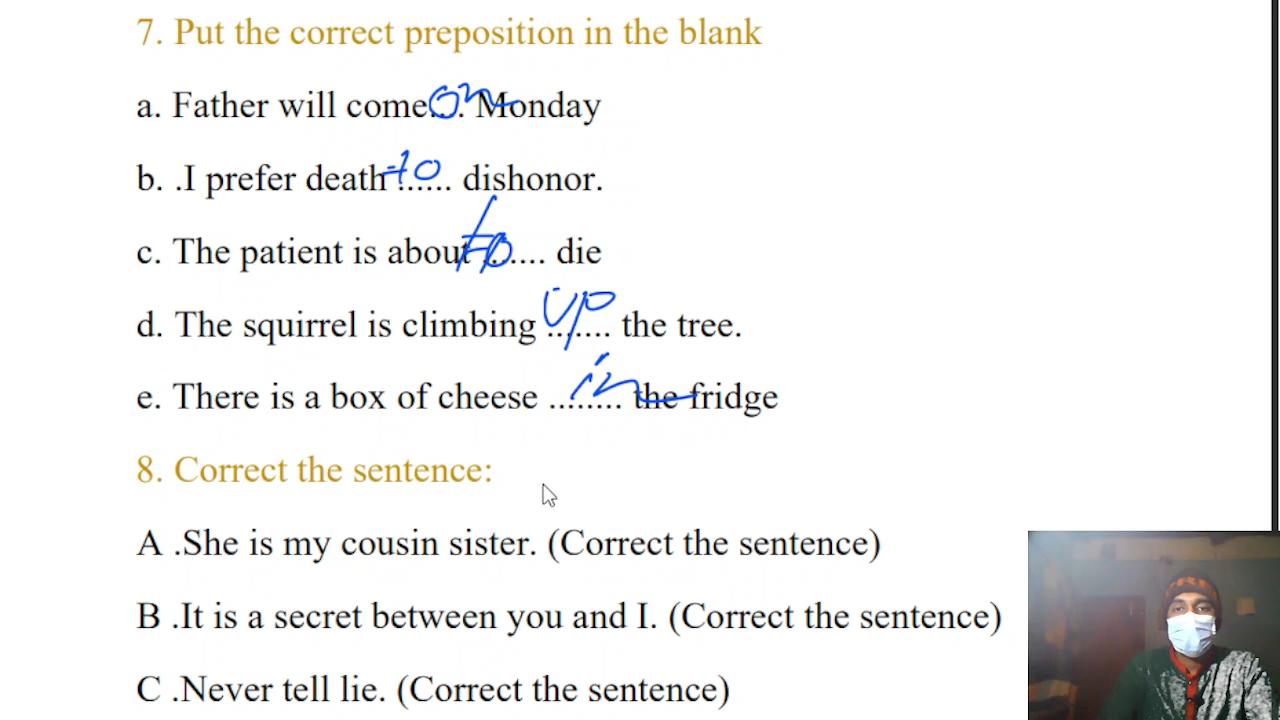 7. Put the correct preposition in the blank
a. Father will come on Monday
b. .I prefer death to ...... dishonor.
c. The patient is about to ....... die
d. The squirrel is climbing up ....... the tree.
e. There is a box of cheese in ........ the fridge
8. Correct the sentence:
A .She is my cousin sister. (Correct the sentence)
B .It is a secret between you and I. (Correct the sentence)
C .Never tell lie. (Correct the sentence)